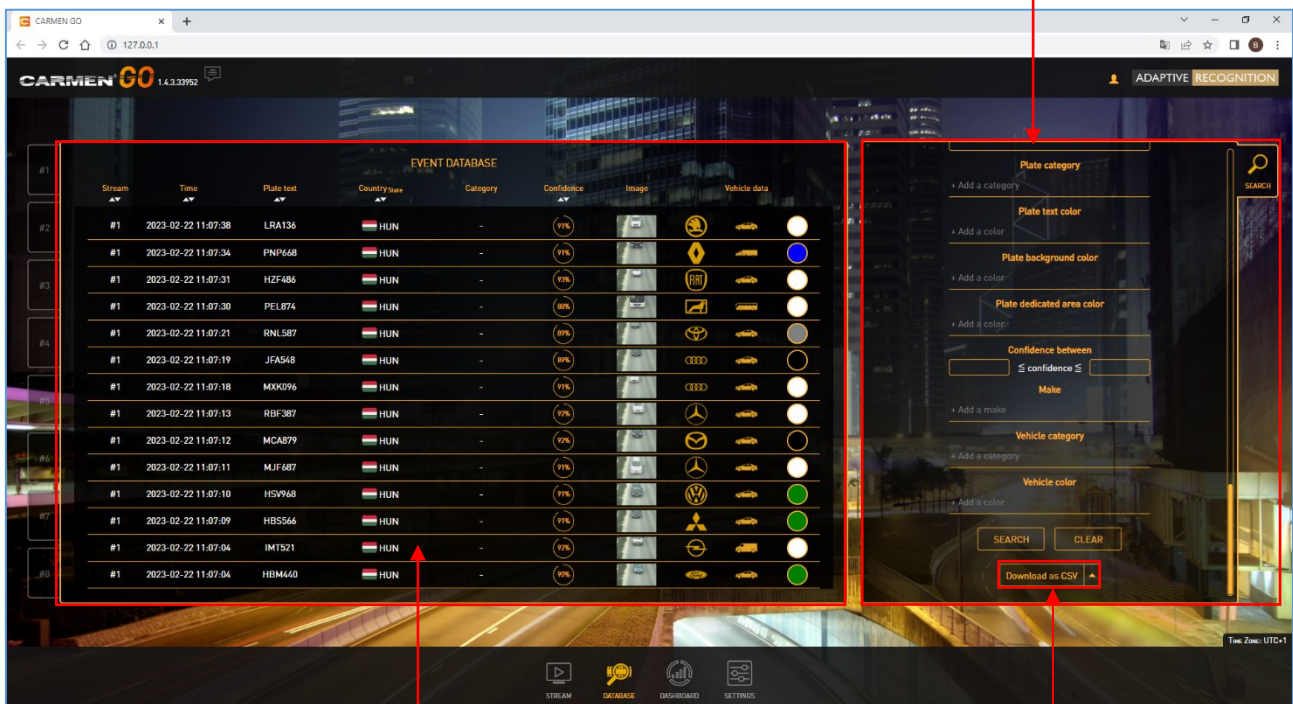 CARMEN GO
127.0.0.1
CARMEN GO 1.4.3.33952
ADAPTIVE RECOGNITION
#1
#2
#3
#4
#5
#6
#7
#8
EVENT DATABASE
Stream Time Plate text Country State Category Confidence Image Vehicle data
#1 2023-02-22 11:07:38 LRA136 HUN - 91%
#1 2023-02-22 11:07:34 PNP668 HUN - 91%
#1 2023-02-22 11:07:31 HZF486 HUN - 93% FIAT
#1 2023-02-22 11:07:30 PEL874 HUN - 88%
#1 2023-02-22 11:07:21 RNL587 HUN - 89%
#1 2023-02-22 11:07:19 JFA548 HUN - 89%
#1 2023-02-22 11:07:18 MXK096 HUN - 91%
#1 2023-02-22 11:07:13 RBF387 HUN - 92%
#1 2023-02-22 11:07:12 MCA879 HUN - 92%
#1 2023-02-22 11:07:11 MJF687 HUN - 91%
#1 2023-02-22 11:07:10 HSV968 HUN - 91%
#1 2023-02-22 11:07:09 HBS566 HUN - 91%
#1 2023-02-22 11:07:04 IMT521 HUN - 92%
#1 2023-02-22 11:07:04 HBM440 HUN - 90% Ford
SEARCH
Plate category
+ Add a category
Plate text color
+ Add a color
Plate background color
+ Add a color
Plate dedicated area color
+ Add a color
Confidence between
≦ confidence ≦
Make
+ Add a make
Vehicle category
+ Add a category
Vehicle color
+ Add a color
SEARCH CLEAR
Download as CSV
TIME ZONE: UTC+1
STREAM DATABASE DASHBOARD SETTINGS
B